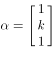 α = [1
k
1]